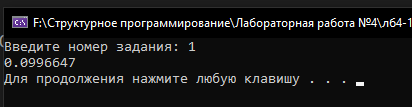 F:\Структурное программирование\Лабораторная работа №4\лб4-1
Введите номер задания: 1
0.0996647
Для продолжения нажмите любую клавишу . . .